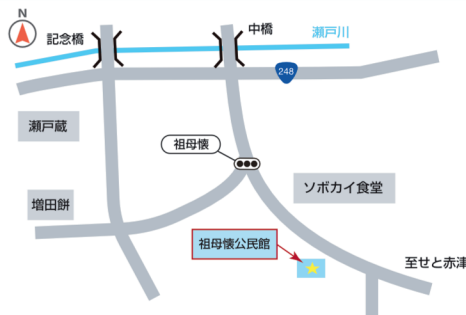 N
記念橋
中橋
瀬戸川
248
瀬戸蔵
祖母懐
ソボカイ食堂
増田餅
祖母懐公民館
至せと赤津